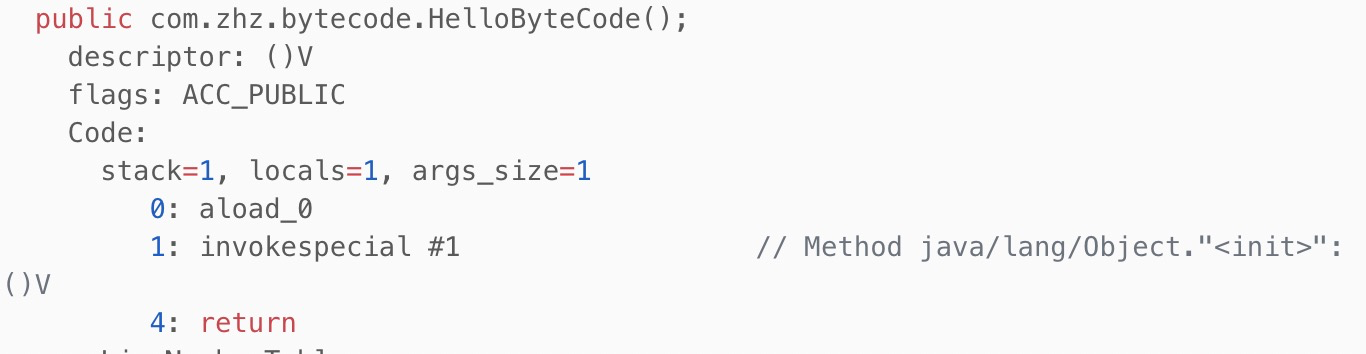 public com.zhz.bytecode.HelloByteCode();
descriptor: ()V
flags: ACC_PUBLIC
Code:
stack=1, locals=1, args_size=1
0: aload_0
1: invokespecial #1 // Method java/lang/Object."<init>":
()V
4: return